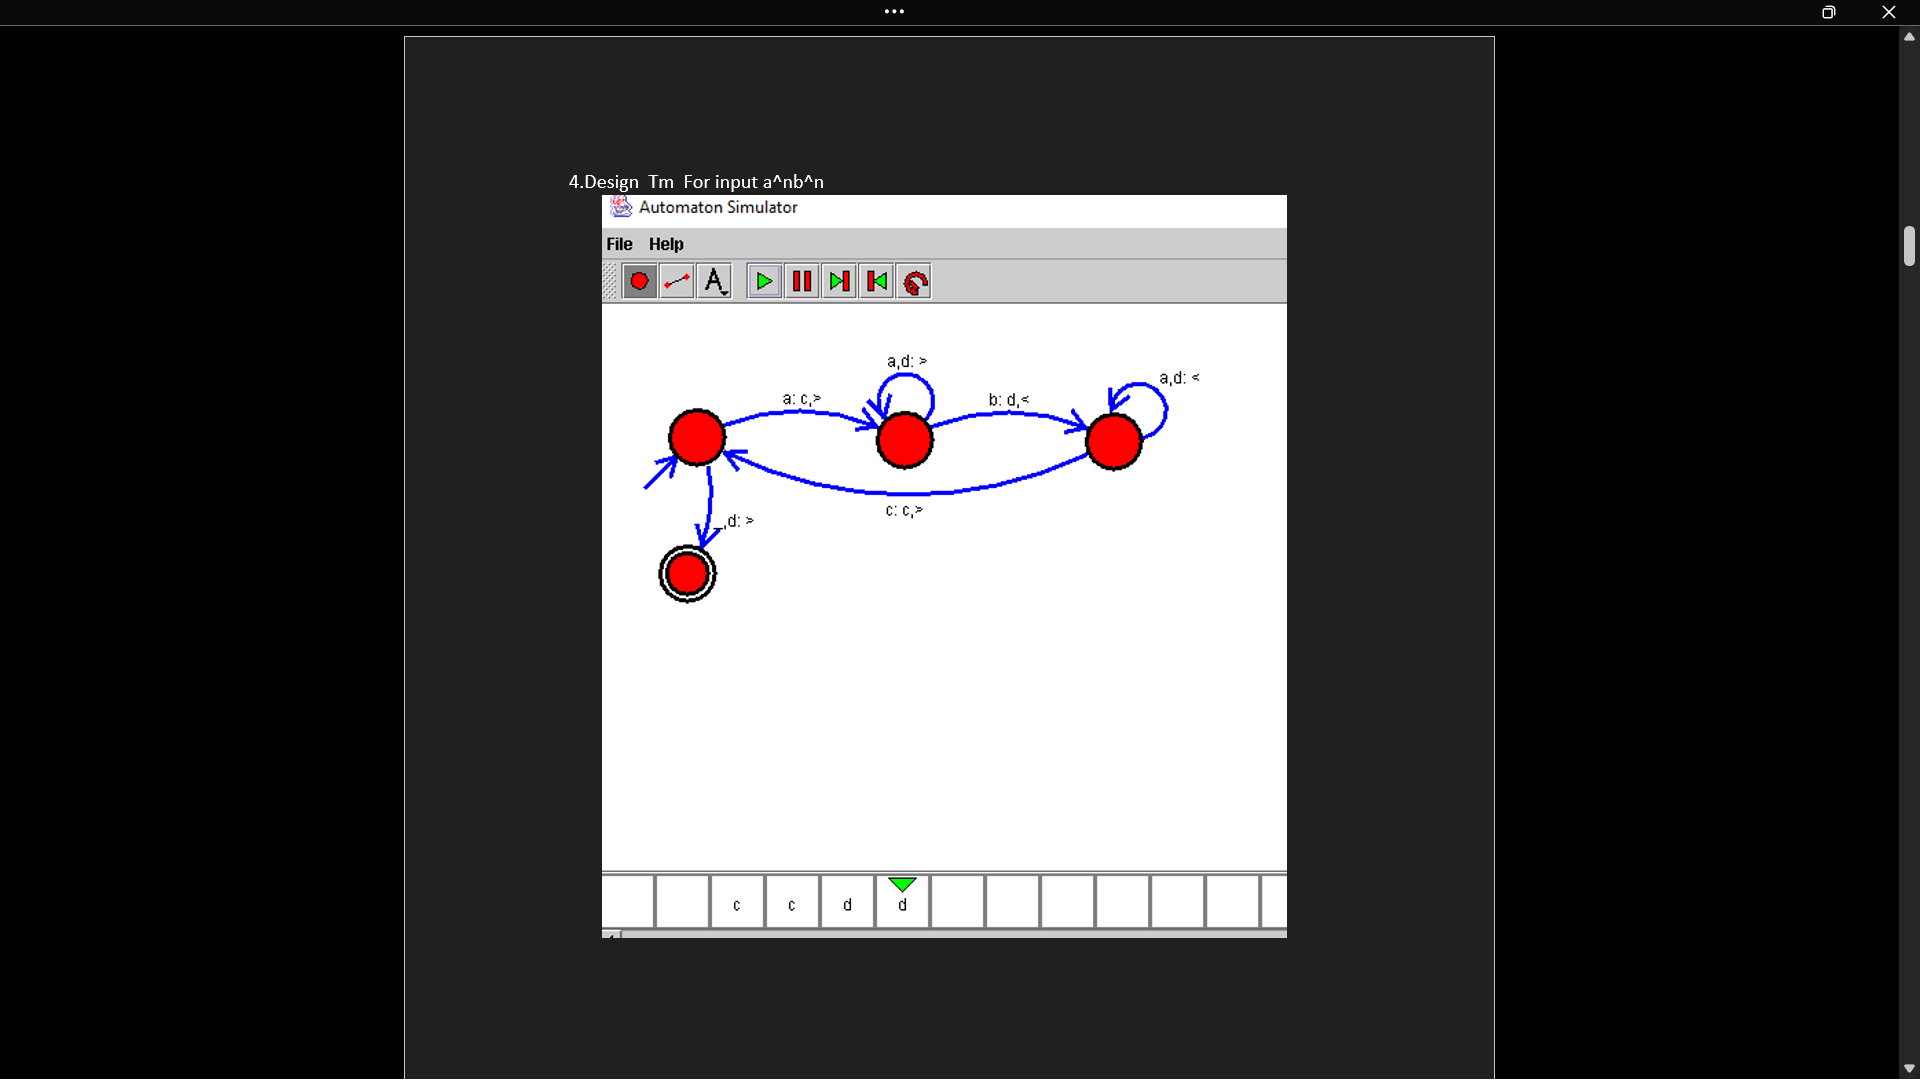 4.Design Tm For input a^nb^n
Automaton Simulator
File Help
A
a,d: >
a,d: <
a: c,>
b: d,<
c: c,>
_,d: >
c c d d